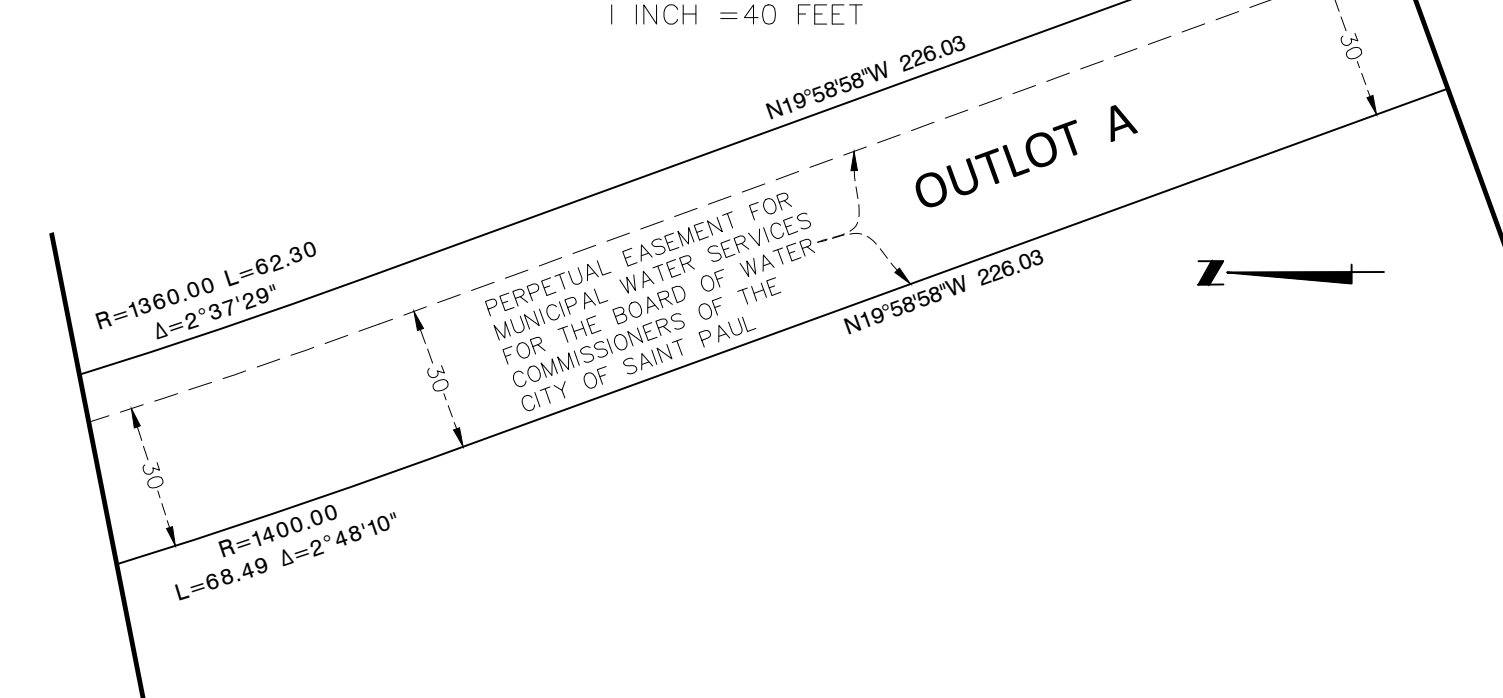 1 INCH =40 FEET
N19°58'58"W 226.03
30
OUTLOT A
PERPETUAL EASEMENT FOR
MUNICIPAL WATER SERVICES
FOR THE BOARD OF WATER
COMMISSIONERS OF THE
CITY OF SAINT PAUL
R=1360.00 L=62.30
Δ=2°37'29"
N19°58'58"W 226.03
Z
30
30
R=1400.00
L=68.49 Δ=2°48'10"